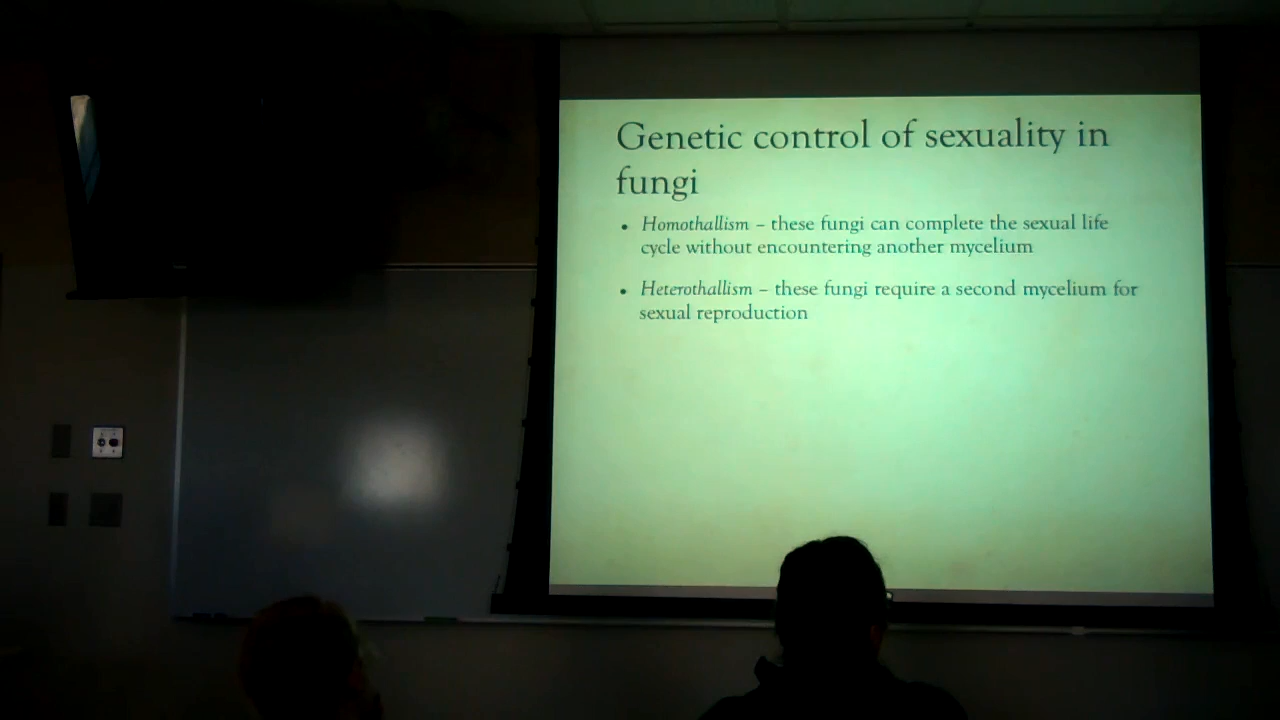 Genetic control of sexuality in
fungi
• Homothallism – these fungi can complete the sexual life
cycle without encountering another mycelium
• Heterothallism – these fungi require a second mycelium for
sexual reproduction